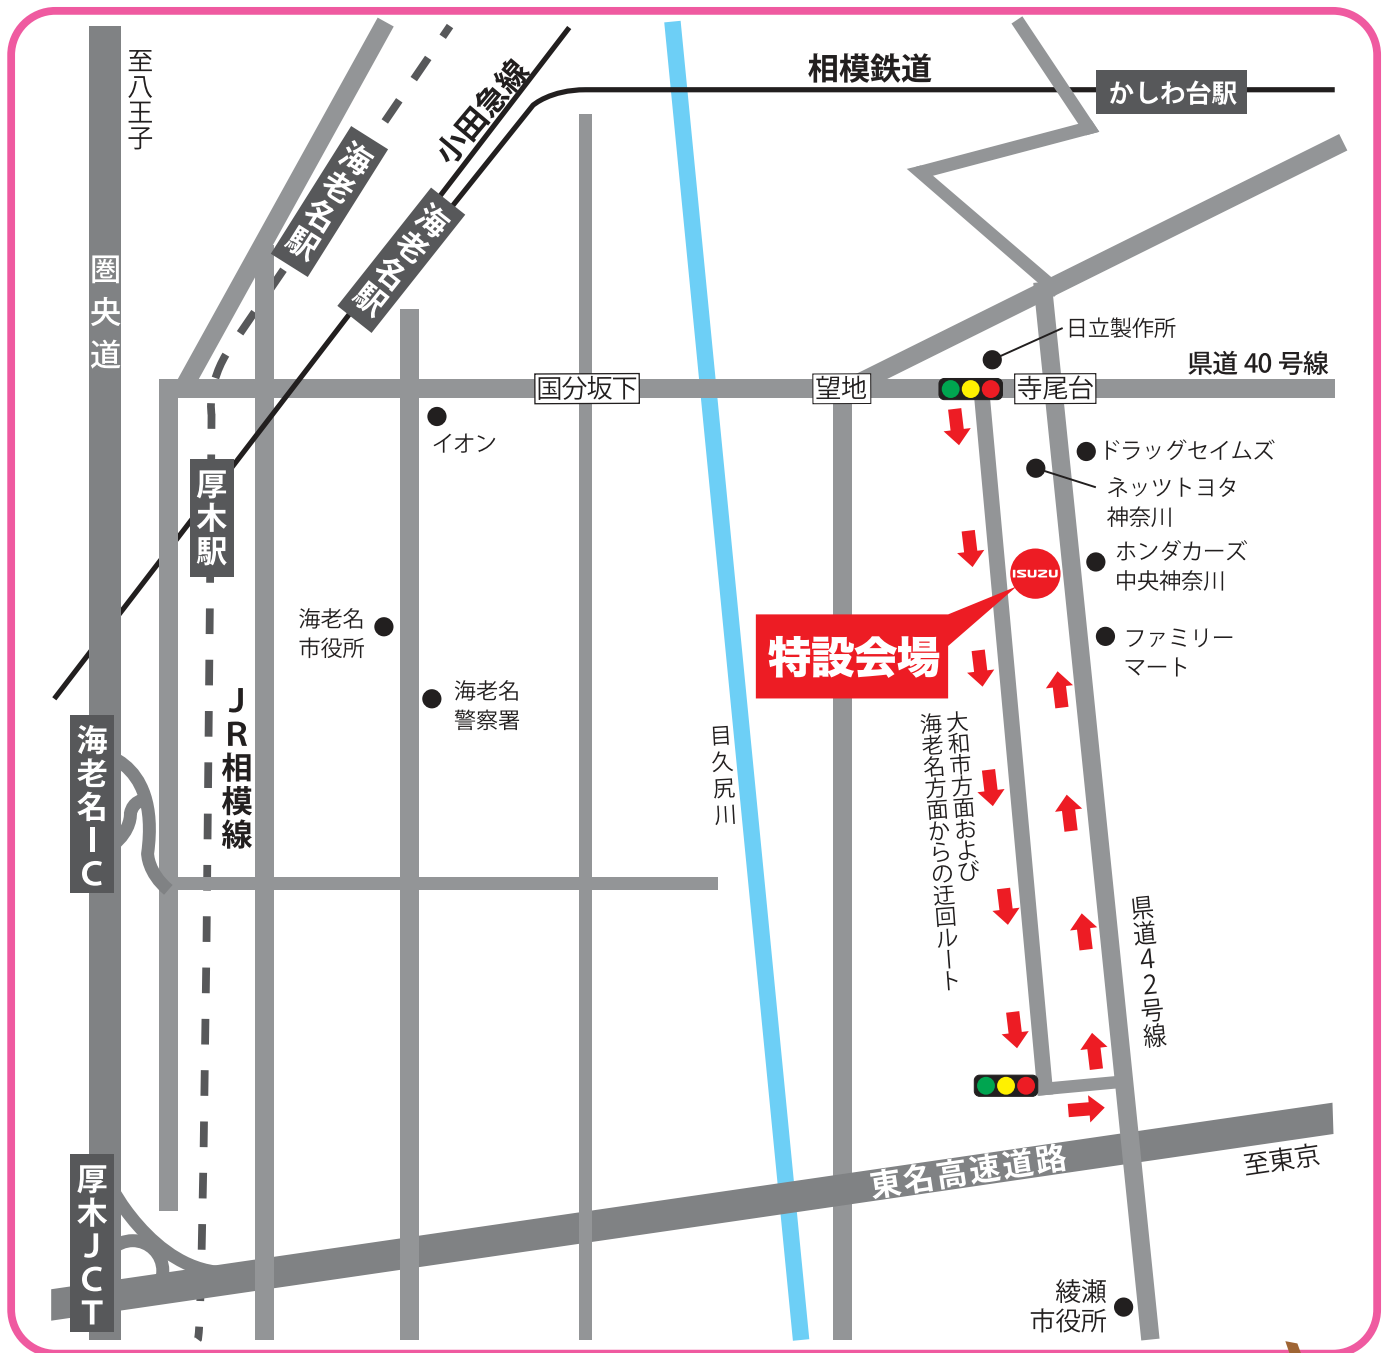 至八王子
圏央道
小田急線
相模鉄道
かしわ台駅
海老名駅
海老名駅
日立製作所
県道 40 号線
国分坂下
望地
寺尾台
イオン
ドラッグセイムズ
ネッツトヨタ
神奈川
厚木駅
ホンダカーズ
中央神奈川
ISUZU
特設会場
海老名
市役所
ファミリー
マート
海老名
警察署
JR相模線
海老名IC
目久尻川
大和市方面および
海老名方面からの迂回ルート
県道42号線
東名高速道路
至東京
厚木JCT
綾瀬
市役所